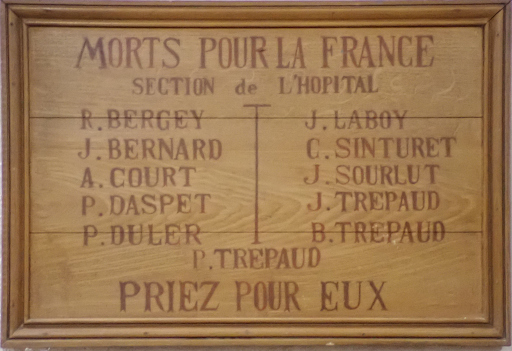 MORTS POUR LA FRANCE
SECTION de L'HOPITAL
R. BERGEY
J. BERNARD
A. COURT
P. DASPET
P. DULER
J. LABOY
C. SINTURET
J. SOURLUT
J. TREPAUD
B. TREPAUD
P. TREPAUD
PRIEZ POUR EUX